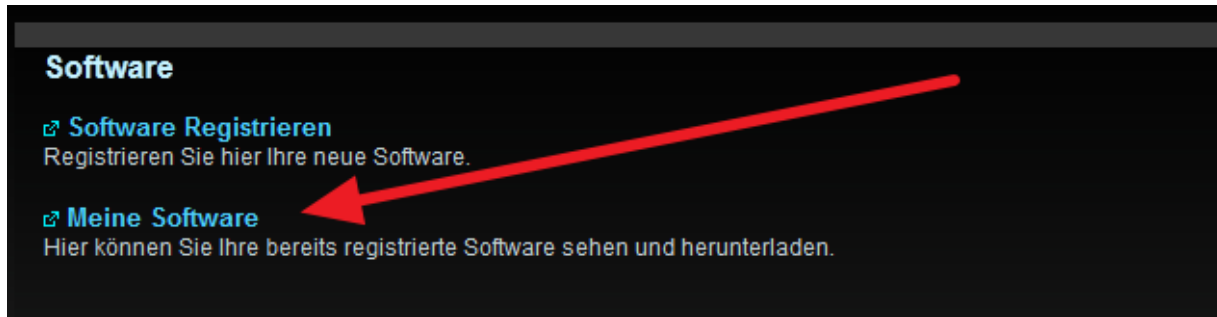 Software
Software Registrieren
Registrieren Sie hier Ihre neue Software.
Meine Software
Hier können Sie Ihre bereits registrierte Software sehen und herunterladen.